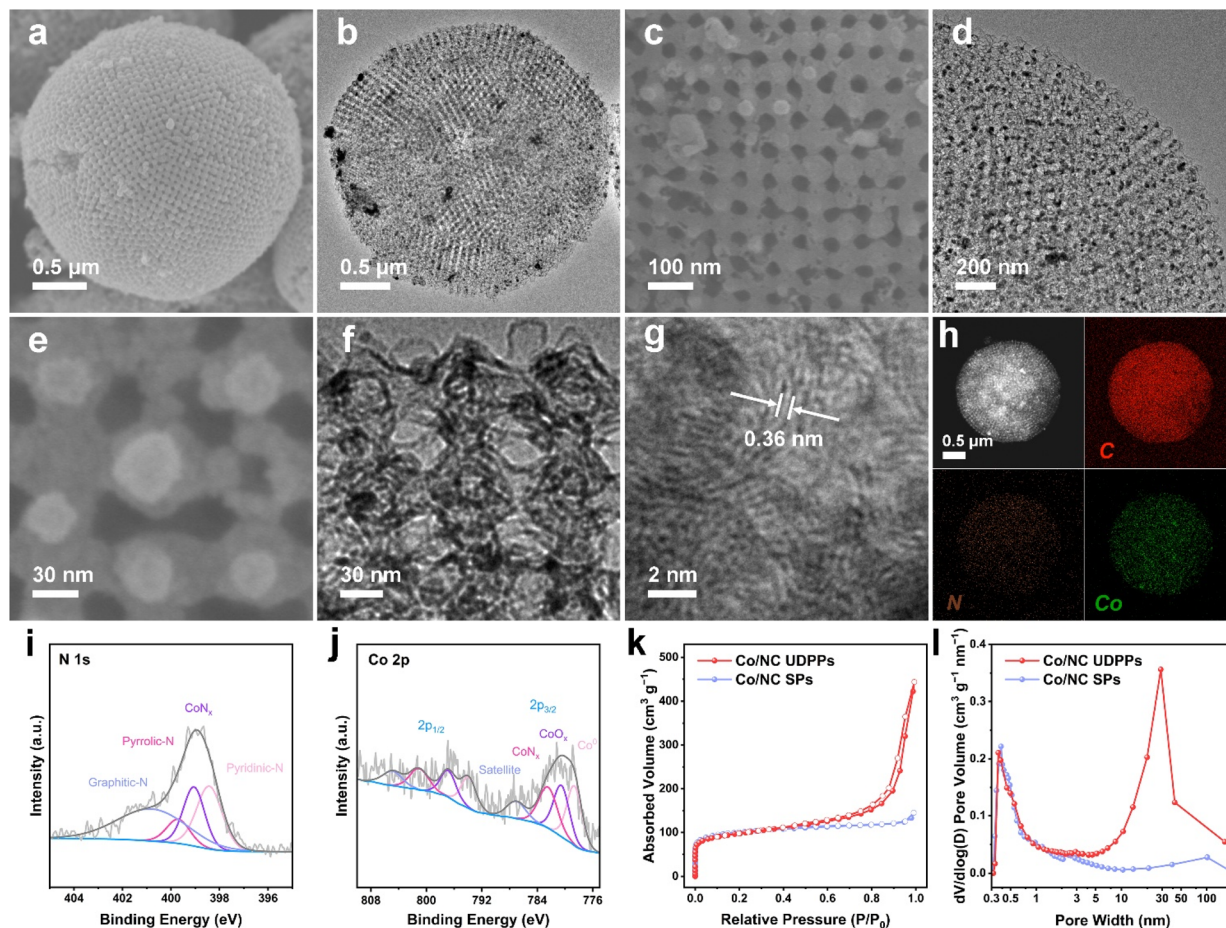 a
0.5 μm
b
0.5 μm
c
100 nm
d
200 nm
e
30 nm
f
30 nm
g
0.36 nm
2 nm
h
0.5 μm
C
N
Co
i
N 1s
CoNₓ
Pyrrolic-N
Graphitic-N
Pyridinic-N
Intensity (a.u.)
404 402 400 398 396
Binding Energy (eV)
j
Co 2p
2p₃/₂
2p₁/₂
CoOₓ
CoNₓ
Co⁰
Satellite
Intensity (a.u.)
808 800 792 784 776
Binding Energy (eV)
k
Co/NC UDPPs
Co/NC SPs
Absorbed Volume (cm³ g⁻¹)
500
400
300
200
100
0
0.0 0.2 0.4 0.6 0.8 1.0
Relative Pressure (P/P₀)
l
Co/NC UDPPs
Co/NC SPs
dV/dlog(D) Pore Volume (cm³ g⁻¹ nm⁻¹)
0.4
0.3
0.2
0.1
0.0
0.3 0.5 1 3 5 10 30 50 100
Pore Width (nm)